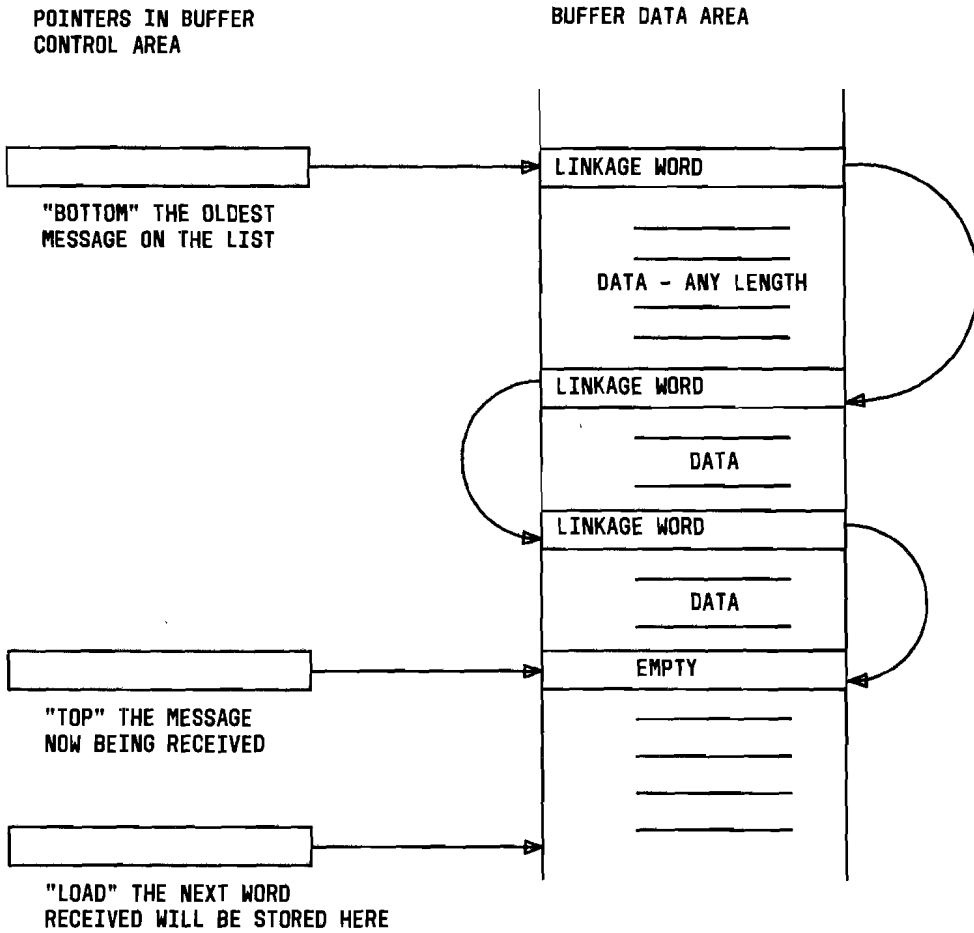 POINTERS IN BUFFER
CONTROL AREA
BUFFER DATA AREA
LINKAGE WORD
"BOTTOM" THE OLDEST
MESSAGE ON THE LIST
DATA - ANY LENGTH
LINKAGE WORD
DATA
LINKAGE WORD
DATA
EMPTY
"TOP" THE MESSAGE
NOW BEING RECEIVED
"LOAD" THE NEXT WORD
RECEIVED WILL BE STORED HERE